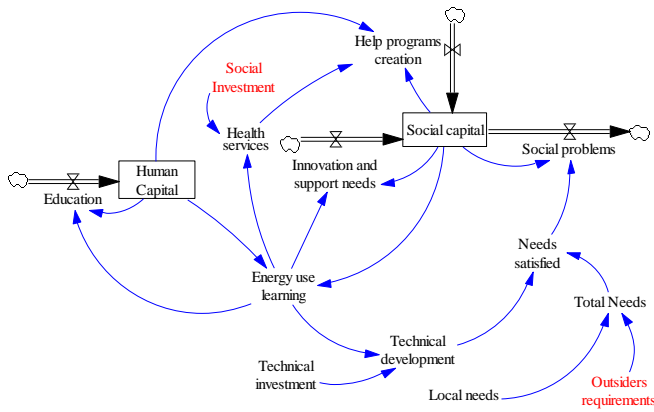 Help programs
creation
Social
Investment
Health
services
Social capital
Social problems
Innovation and
support needs
Human
Capital
Education
Energy use
learning
Needs
satisfied
Total Needs
Technical
development
Technical
investment
Local needs
Outsiders
requirements